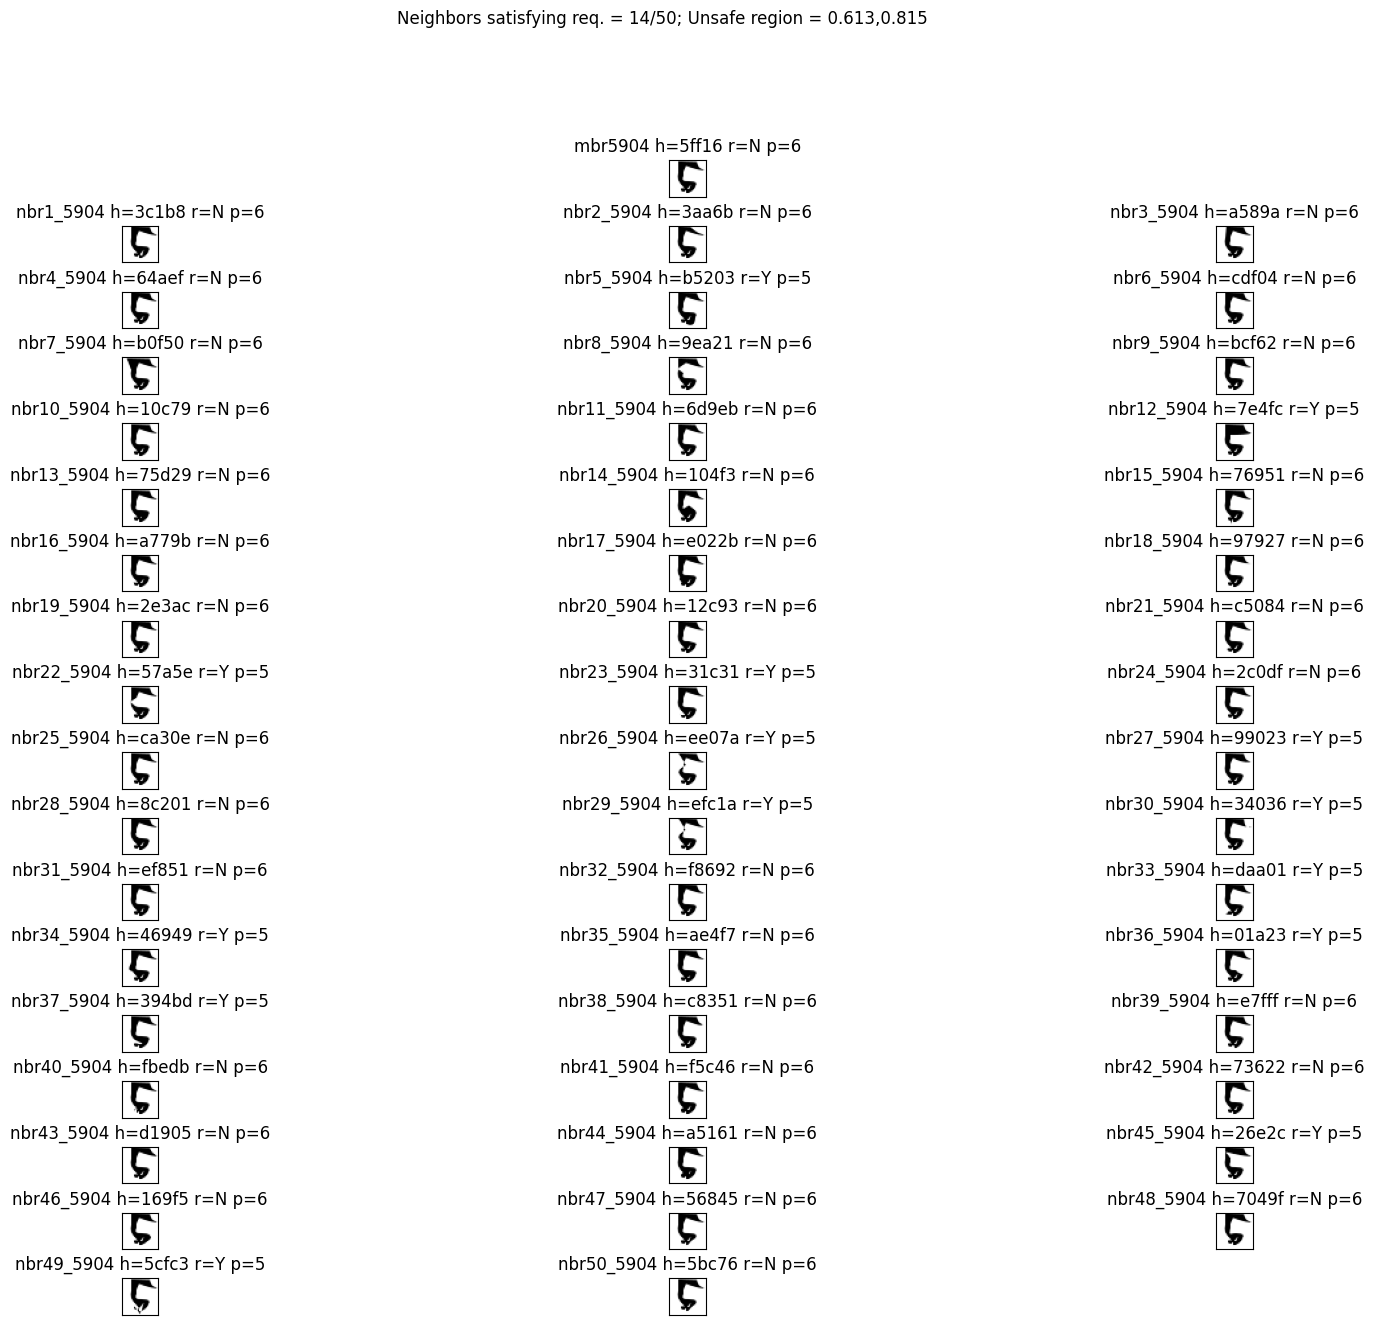 Neighbors satisfying req. = 14/50; Unsafe region = 0.613,0.815
mbr5904 h=5ff16 r=N p=6
nbr1_5904 h=3c1b8 r=N p=6
nbr2_5904 h=3aa6b r=N p=6
nbr3_5904 h=a589a r=N p=6
nbr4_5904 h=64aef r=N p=6
nbr5_5904 h=b5203 r=Y p=5
nbr6_5904 h=cdf04 r=N p=6
nbr7_5904 h=b0f50 r=N p=6
nbr8_5904 h=9ea21 r=N p=6
nbr9_5904 h=bcf62 r=N p=6
nbr10_5904 h=10c79 r=N p=6
nbr11_5904 h=6d9eb r=N p=6
nbr12_5904 h=7e4fc r=Y p=5
nbr13_5904 h=75d29 r=N p=6
nbr14_5904 h=104f3 r=N p=6
nbr15_5904 h=76951 r=N p=6
nbr16_5904 h=a779b r=N p=6
nbr17_5904 h=e022b r=N p=6
nbr18_5904 h=97927 r=N p=6
nbr19_5904 h=2e3ac r=N p=6
nbr20_5904 h=12c93 r=N p=6
nbr21_5904 h=c5084 r=N p=6
nbr22_5904 h=57a5e r=Y p=5
nbr23_5904 h=31c31 r=Y p=5
nbr24_5904 h=2c0df r=N p=6
nbr25_5904 h=ca30e r=N p=6
nbr26_5904 h=ee07a r=Y p=5
nbr27_5904 h=99023 r=Y p=5
nbr28_5904 h=8c201 r=N p=6
nbr29_5904 h=efc1a r=Y p=5
nbr30_5904 h=34036 r=Y p=5
nbr31_5904 h=ef851 r=N p=6
nbr32_5904 h=f8692 r=N p=6
nbr33_5904 h=daa01 r=Y p=5
nbr34_5904 h=46949 r=Y p=5
nbr35_5904 h=ae4f7 r=N p=6
nbr36_5904 h=01a23 r=Y p=5
nbr37_5904 h=394bd r=Y p=5
nbr38_5904 h=c8351 r=N p=6
nbr39_5904 h=e7fff r=N p=6
nbr40_5904 h=fbedb r=N p=6
nbr41_5904 h=f5c46 r=N p=6
nbr42_5904 h=73622 r=N p=6
nbr43_5904 h=d1905 r=N p=6
nbr44_5904 h=a5161 r=N p=6
nbr45_5904 h=26e2c r=Y p=5
nbr46_5904 h=169f5 r=N p=6
nbr47_5904 h=56845 r=N p=6
nbr48_5904 h=7049f r=N p=6
nbr49_5904 h=5cfc3 r=Y p=5
nbr50_5904 h=5bc76 r=N p=6